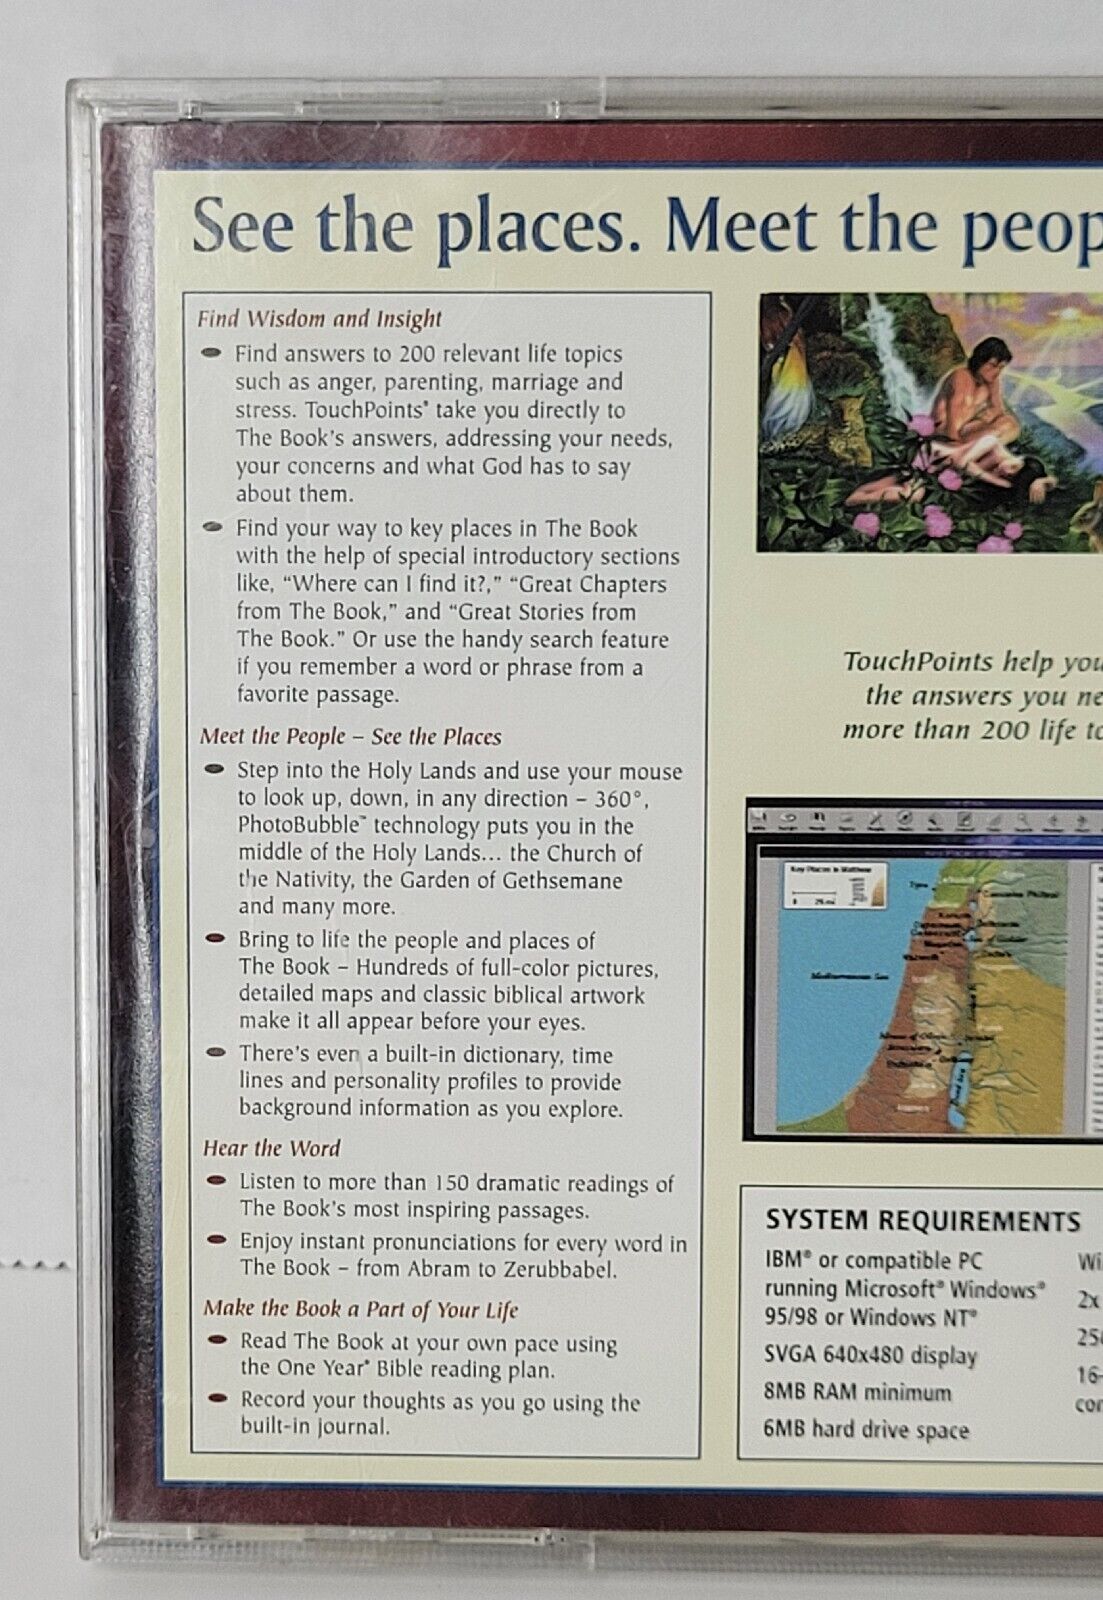 See the places. Meet the peop
Find Wisdom and Insight
Find answers to 200 relevant life topics
such as anger, parenting, marriage and
stress. TouchPoints® take you directly to
The Book's answers, addressing your needs,
your concerns and what God has to say
about them.
Find your way to key places in The Book
with the help of special introductory sections
like, “Where can I find it?,” “Great Chapters
from The Book,” and “Great Stories from
The Book.” Or use the handy search feature
if you remember a word or phrase from a
favorite passage.
Meet the People – See the Places
Step into the Holy Lands and use your mouse
to look up, down, in any direction – 360°,
PhotoBubble™ technology puts you in the
middle of the Holy Lands... the Church of
the Nativity, the Garden of Gethsemane
and many more.
Bring to life the people and places of
The Book – Hundreds of full-color pictures,
detailed maps and classic biblical artwork
make it all appear before your eyes.
There's even a built-in dictionary, time
lines and personality profiles to provide
background information as you explore.
Hear the Word
Listen to more than 150 dramatic readings of
The Book's most inspiring passages.
Enjoy instant pronunciations for every word in
The Book – from Abram to Zerubbabel.
Make the Book a Part of Your Life
Read The Book at your own pace using
the One Year® Bible reading plan.
Record your thoughts as you go using the
built-in journal.
TouchPoints help you
the answers you ne
more than 200 life to
Key Places in Matthew
Mediterranean Sea
SYSTEM REQUIREMENTS
IBM® or compatible PC
running Microsoft® Windows®
95/98 or Windows NT®
SVGA 640x480 display
8MB RAM minimum
6MB hard drive space
Wi
2x
256
16-
con